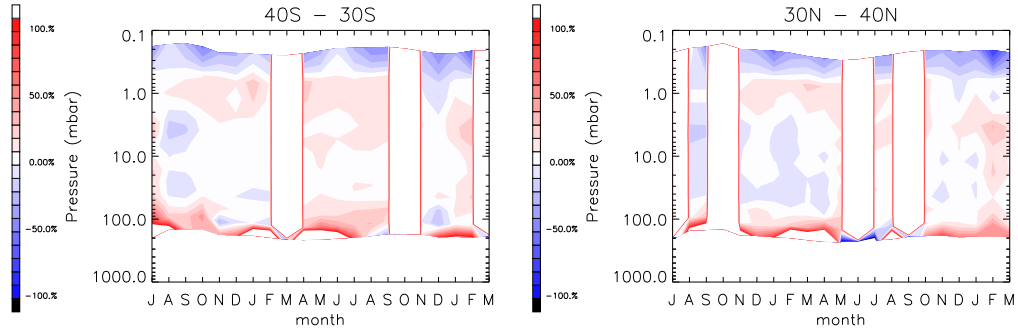 40S – 30S
100.%
50.0%
0.00%
-50.0%
-100.%
Pressure (mbar)
0.1
1.0
10.0
100.0
1000.0
J A S O N D J F M A M J J A S O N D J F M
month
30N – 40N
100.%
50.0%
0.00%
-50.0%
-100.%
Pressure (mbar)
0.1
1.0
10.0
100.0
1000.0
J A S O N D J F M A M J J A S O N D J F M
month